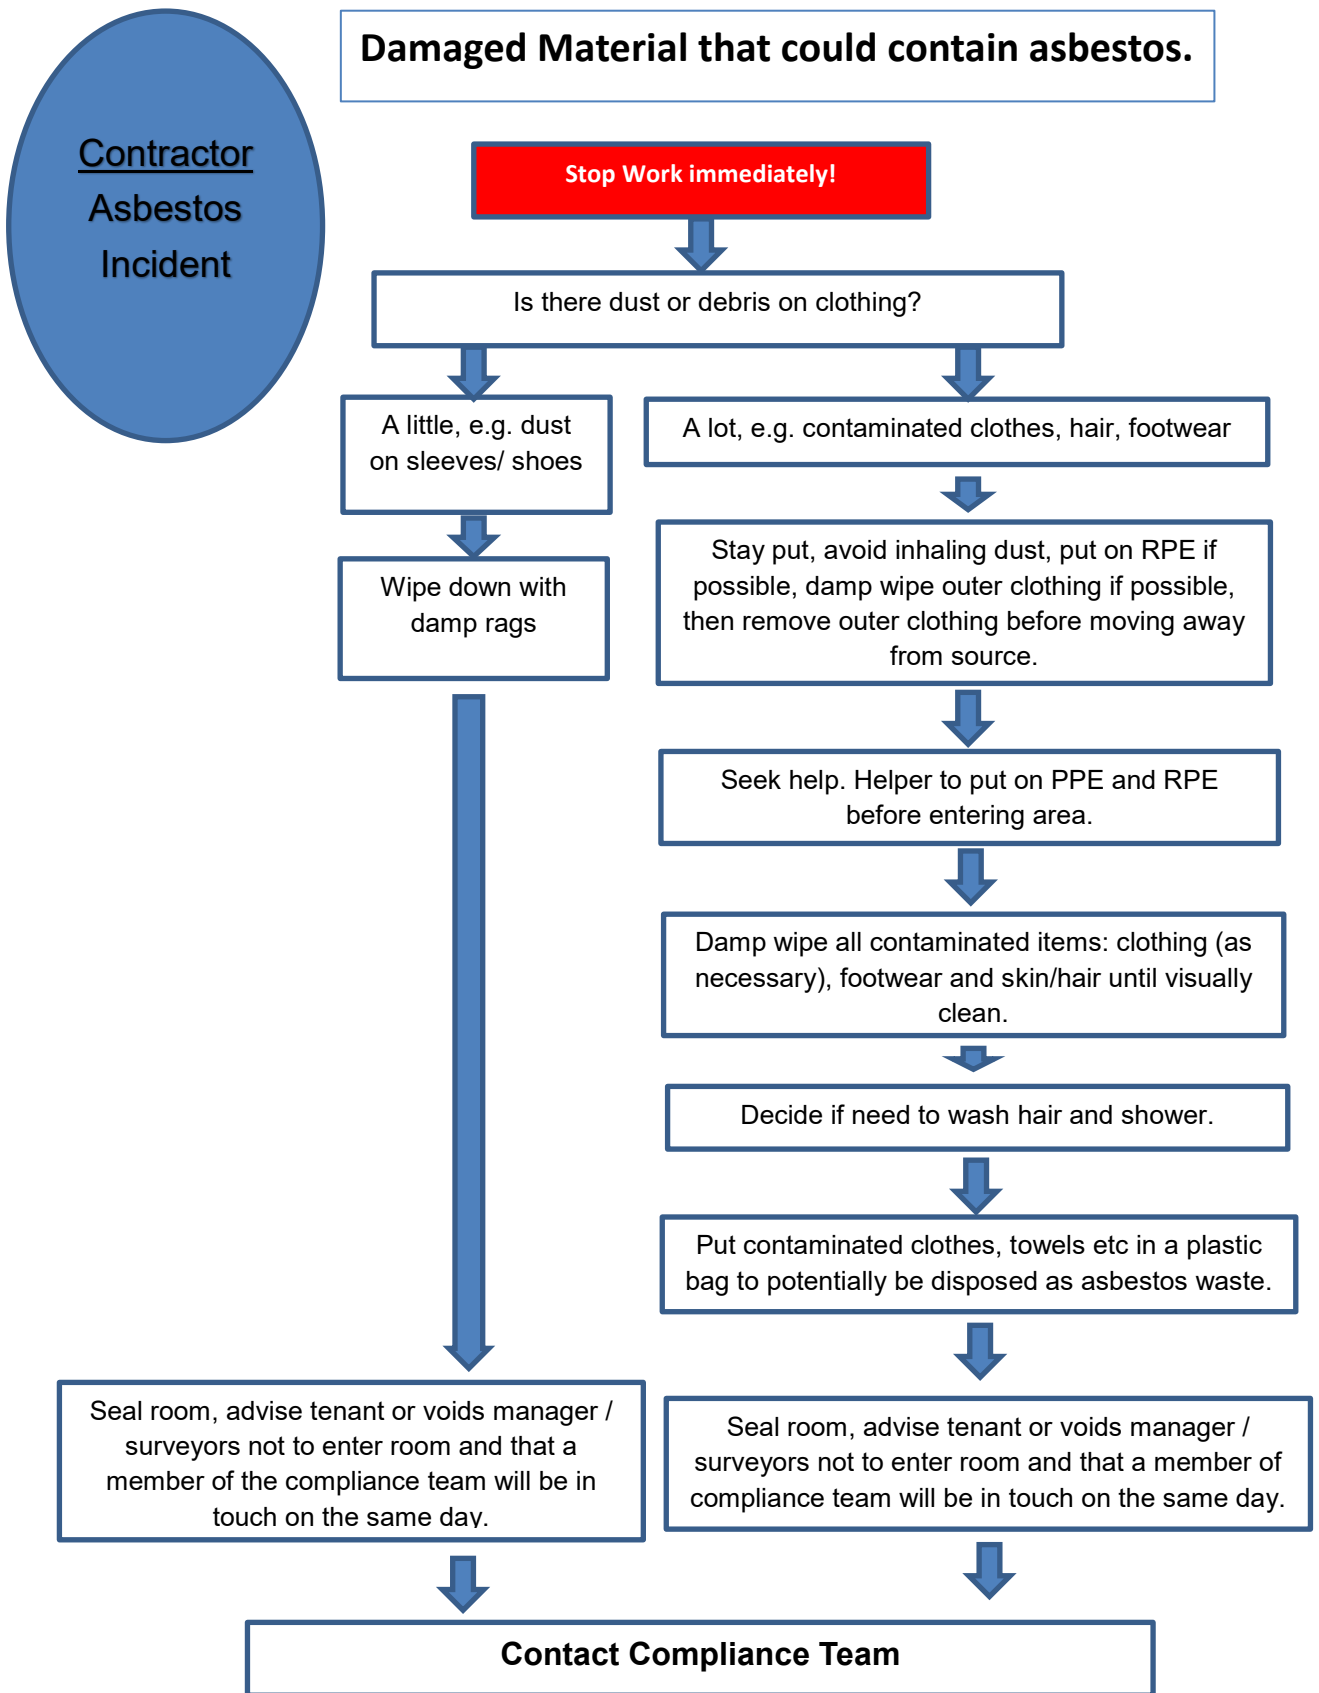 Damaged Material that could contain asbestos.
Contractor
Asbestos
Incident
Stop Work immediately!
Is there dust or debris on clothing?
A little, e.g. dust
on sleeves/ shoes
A lot, e.g. contaminated clothes, hair, footwear
Wipe down with
damp rags
Stay put, avoid inhaling dust, put on RPE if
possible, damp wipe outer clothing if possible,
then remove outer clothing before moving away
from source.
Seek help. Helper to put on PPE and RPE
before entering area.
Damp wipe all contaminated items: clothing (as
necessary), footwear and skin/hair until visually
clean.
Decide if need to wash hair and shower.
Put contaminated clothes, towels etc in a plastic
bag to potentially be disposed as asbestos waste.
Seal room, advise tenant or voids manager /
surveyors not to enter room and that a
member of the compliance team will be in
touch on the same day.
Seal room, advise tenant or voids manager /
surveyors not to enter room and that a member of
compliance team will be in touch on the same day.
Contact Compliance Team